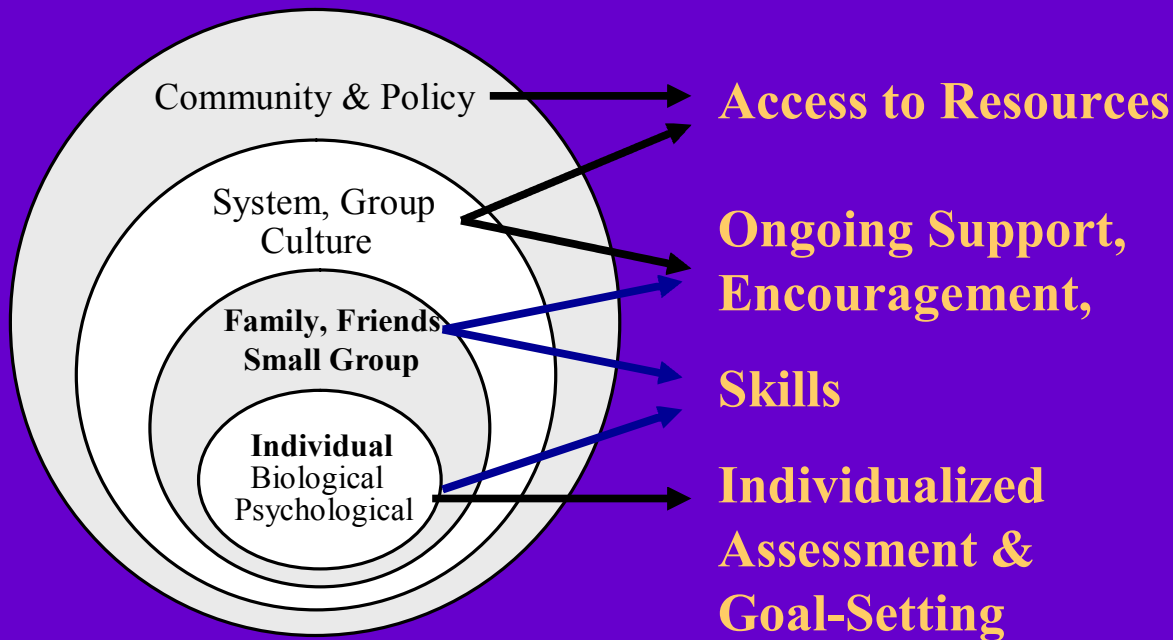 Community & Policy
System, Group
Culture
Family, Friends
Small Group
Individual
Biological
Psychological
Access to Resources
Ongoing Support,
Encouragement,
Skills
Individualized
Assessment &
Goal-Setting